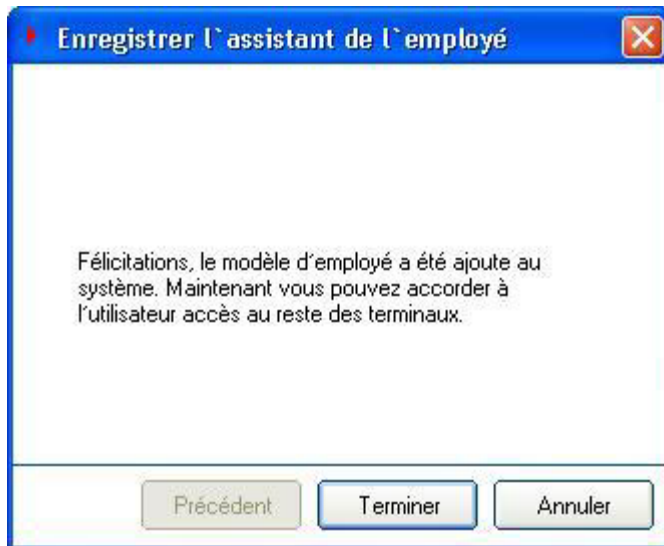 Enregistrer l`assistant de l`employé
Félicitations, le modèle d´employé a été ajoute au
système. Maintenant vous pouvez accorder à
l´utilisateur accès au reste des terminaux.
Précédent Terminer Annuler